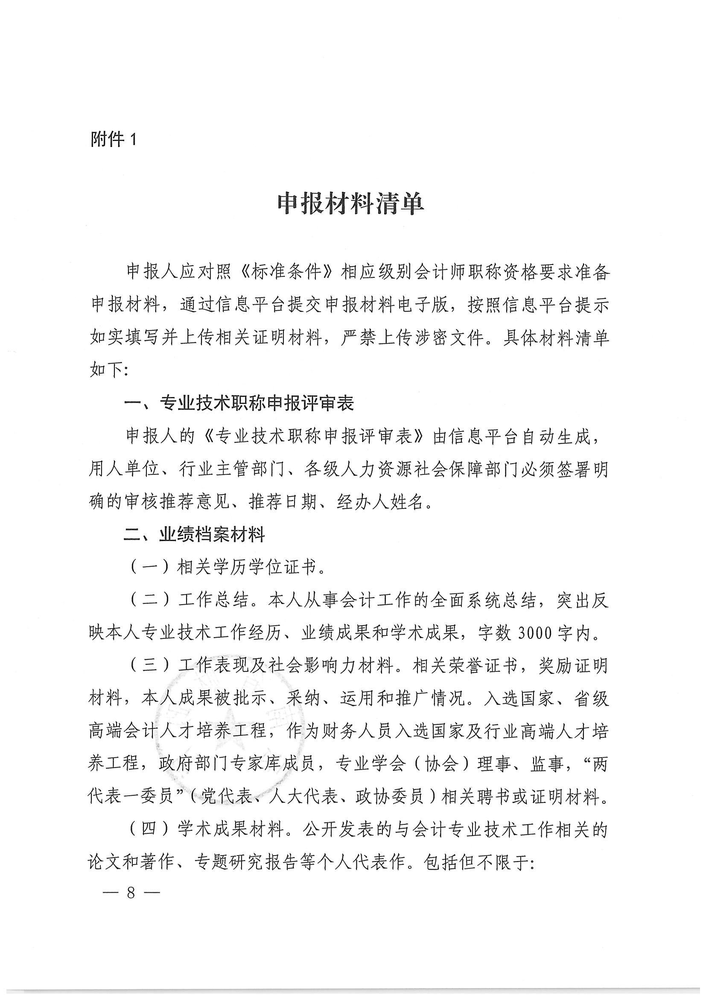 附件 1
申报材料清单
申报人应对照《标准条件》相应级别会计师职称资格要求准备
申报材料，通过信息平台提交申报材料电子版，按照信息平台提示
如实填写并上传相关证明材料，严禁上传涉密文件。具体材料清单
如下：
一、专业技术职称申报评审表
申报人的《专业技术职称申报评审表》由信息平台自动生成，
用人单位、行业主管部门、各级人力资源社会保障部门必须签署明
确的审核推荐意见、推荐日期、经办人姓名。
二、业绩档案材料
（一）相关学历学位证书。
（二）工作总结。本人从事会计工作的全面系统总结，突出反
映本人专业技术工作经历、业绩成果和学术成果，字数 3000 字内。
（三）工作表现及社会影响力材料。相关荣誉证书，奖励证明
材料，本人成果被批示、采纳、运用和推广情况。入选国家、省级
高端会计人才培养工程，作为财务人员入选国家及行业高端人才培
养工程，政府部门专家库成员，专业学会（协会）理事、监事，“两
代表一委员”（党代表、人大代表、政协委员）相关聘书或证明材料。
（四）学术成果材料。公开发表的与会计专业技术工作相关的
论文和著作、专题研究报告等个人代表作。包括但不限于：
— 8 —